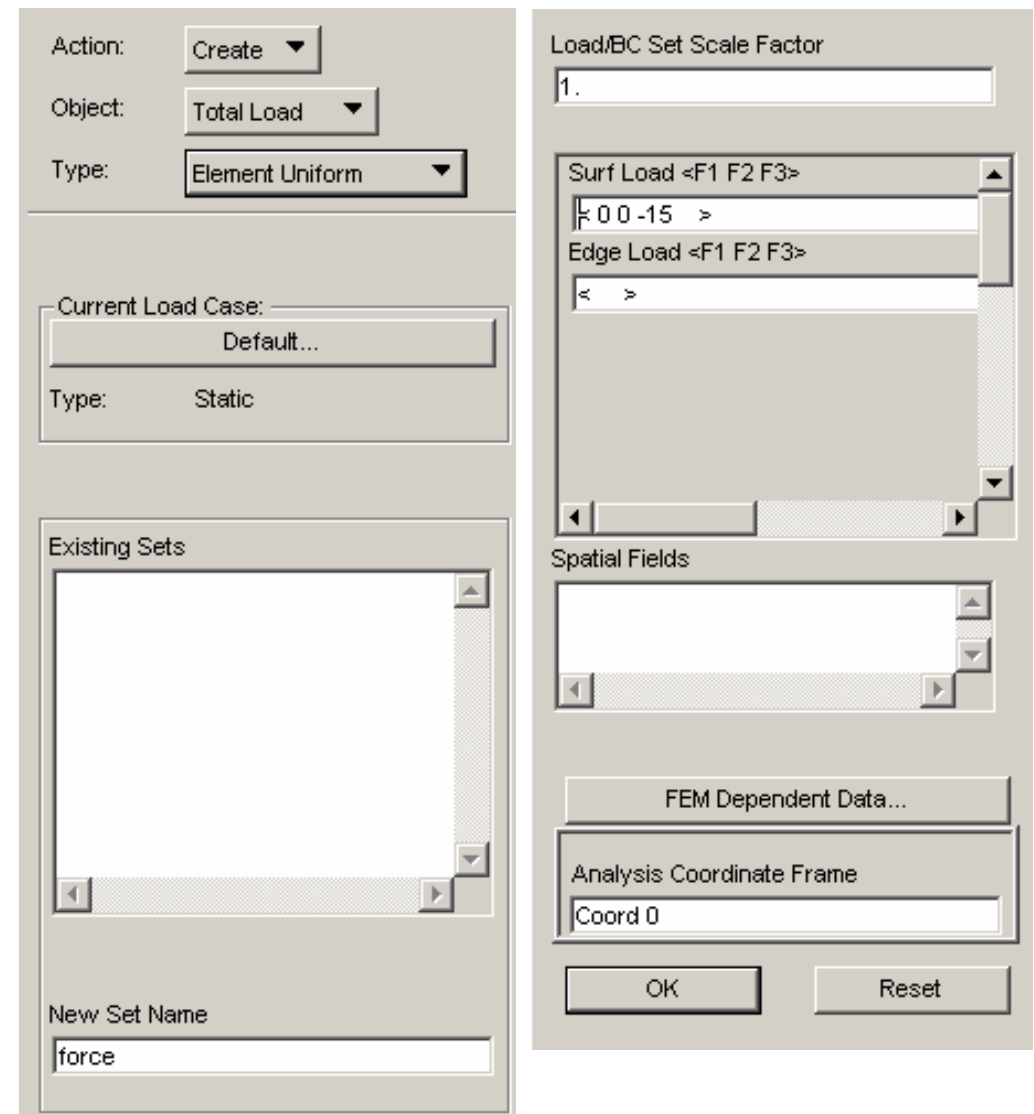 Action: Create
Object: Total Load
Type: Element Uniform
Current Load Case:
Default...
Type: Static
Existing Sets
New Set Name
force
Load/BC Set Scale Factor
1.
Surf Load <F1 F2 F3>
< 0 0 -15 >
Edge Load <F1 F2 F3>
< >
Spatial Fields
FEM Dependent Data...
Analysis Coordinate Frame
Coord 0
OK Reset